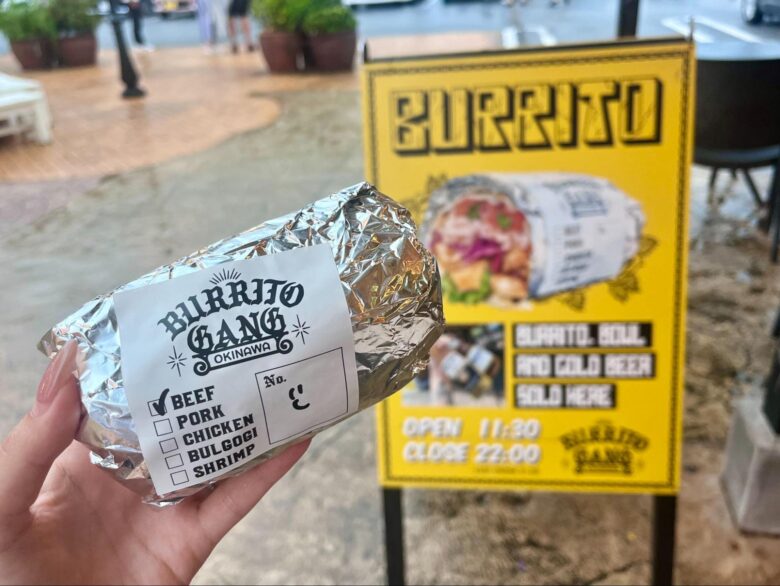 BURRITO
GANG
OKINAWA
BEEF
PORK
CHICKEN
BULGOGI
SHRIMP
No.
BURRITO
BURRITO, BOWL
AND COLD BEER
SOLD HERE
OPEN 11:30
CLOSE 22:00
BURRITO
GANG